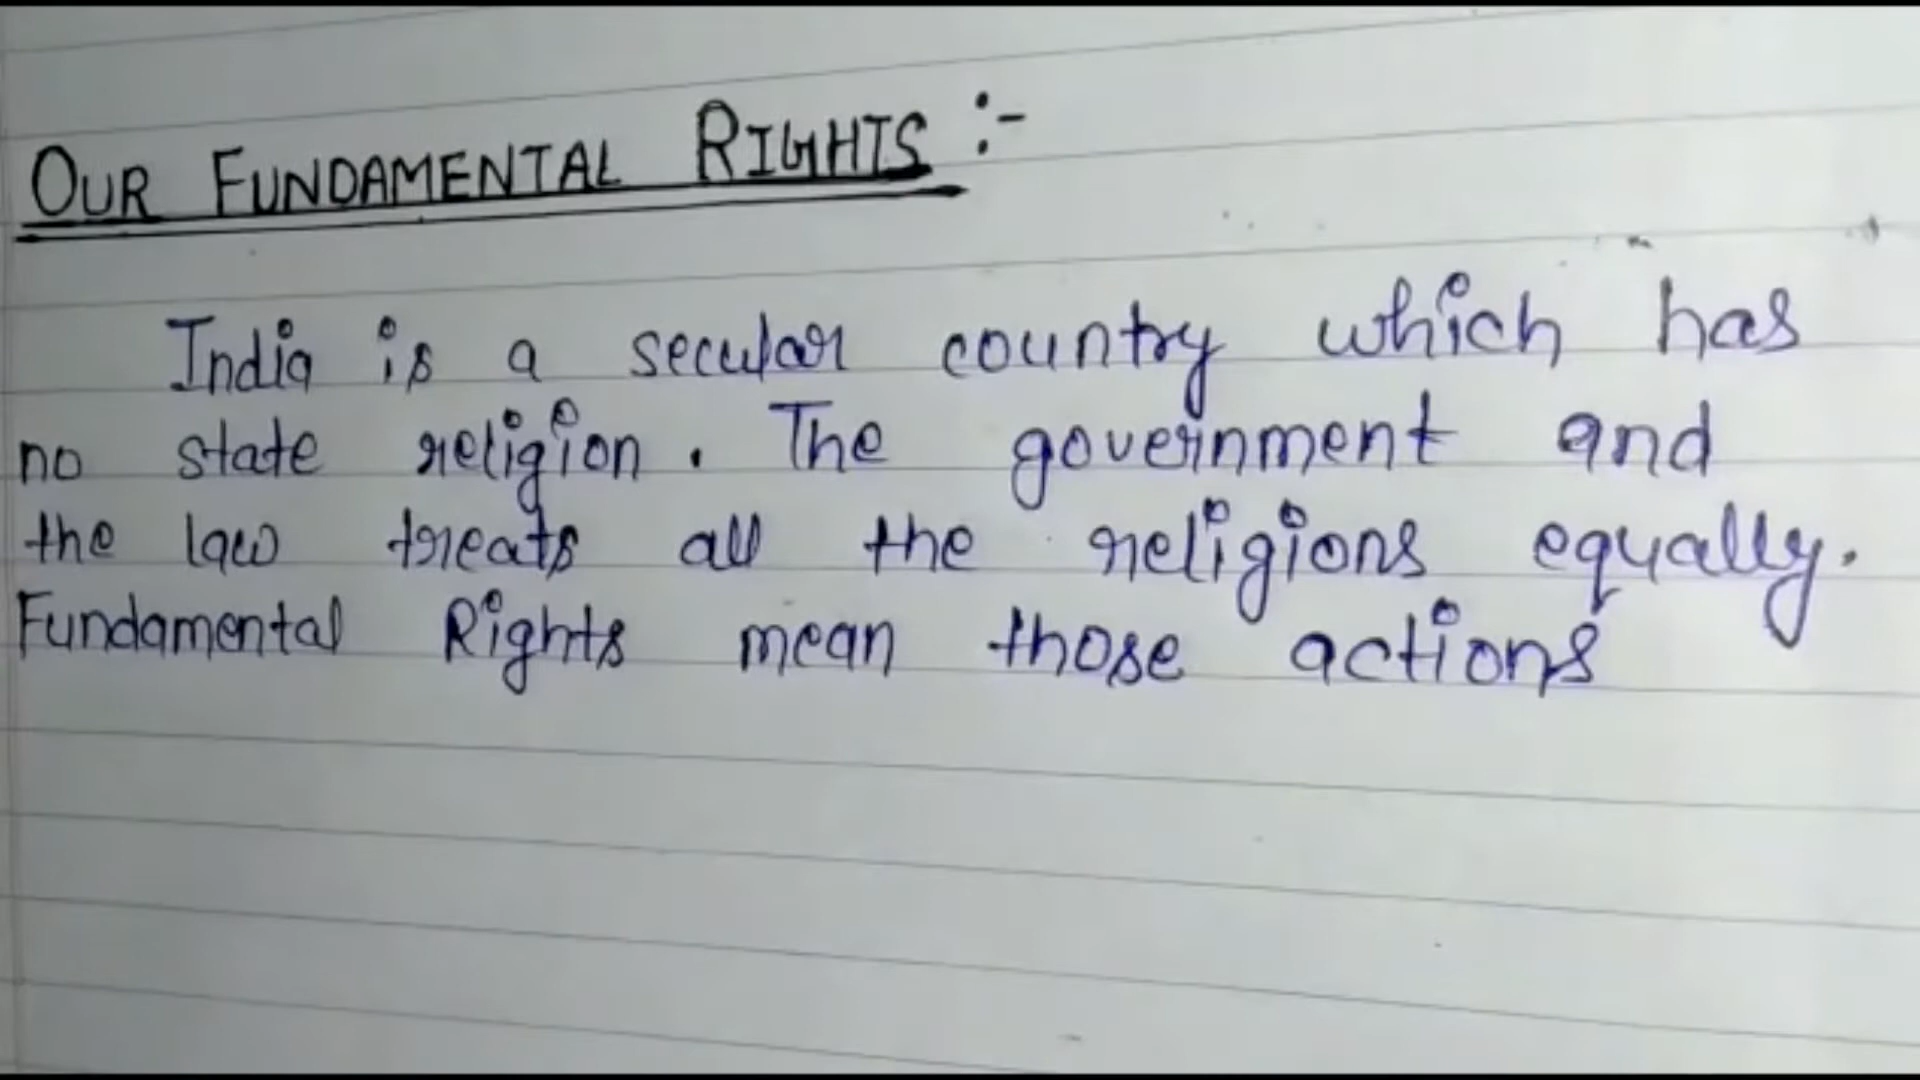 OUR FUNDAMENTAL RIGHTS :-
India is a secular country which has
no state religion. The government and
the law treats all the religions equally.
Fundamental Rights mean those actions